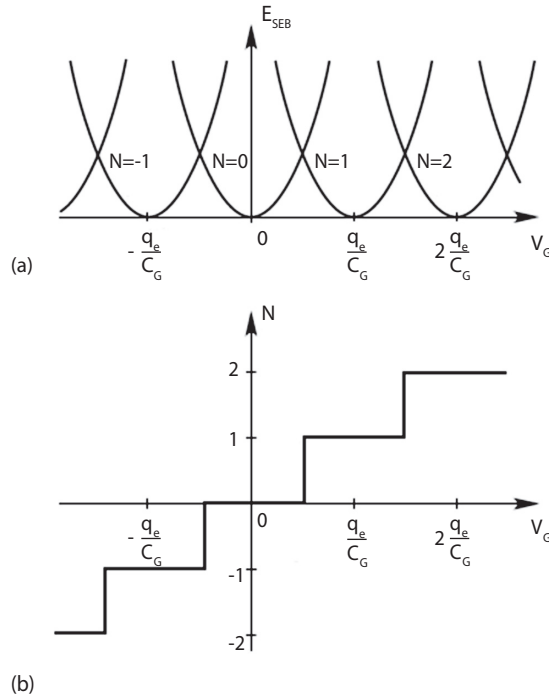 E_SEB
N=-1 N=0 N=1 N=2
- q_e/C_G 0 q_e/C_G 2 q_e/C_G V_G
(a)
N
2
1
- q_e/C_G 0 q_e/C_G 2 q_e/C_G V_G
-1
-2
(b)